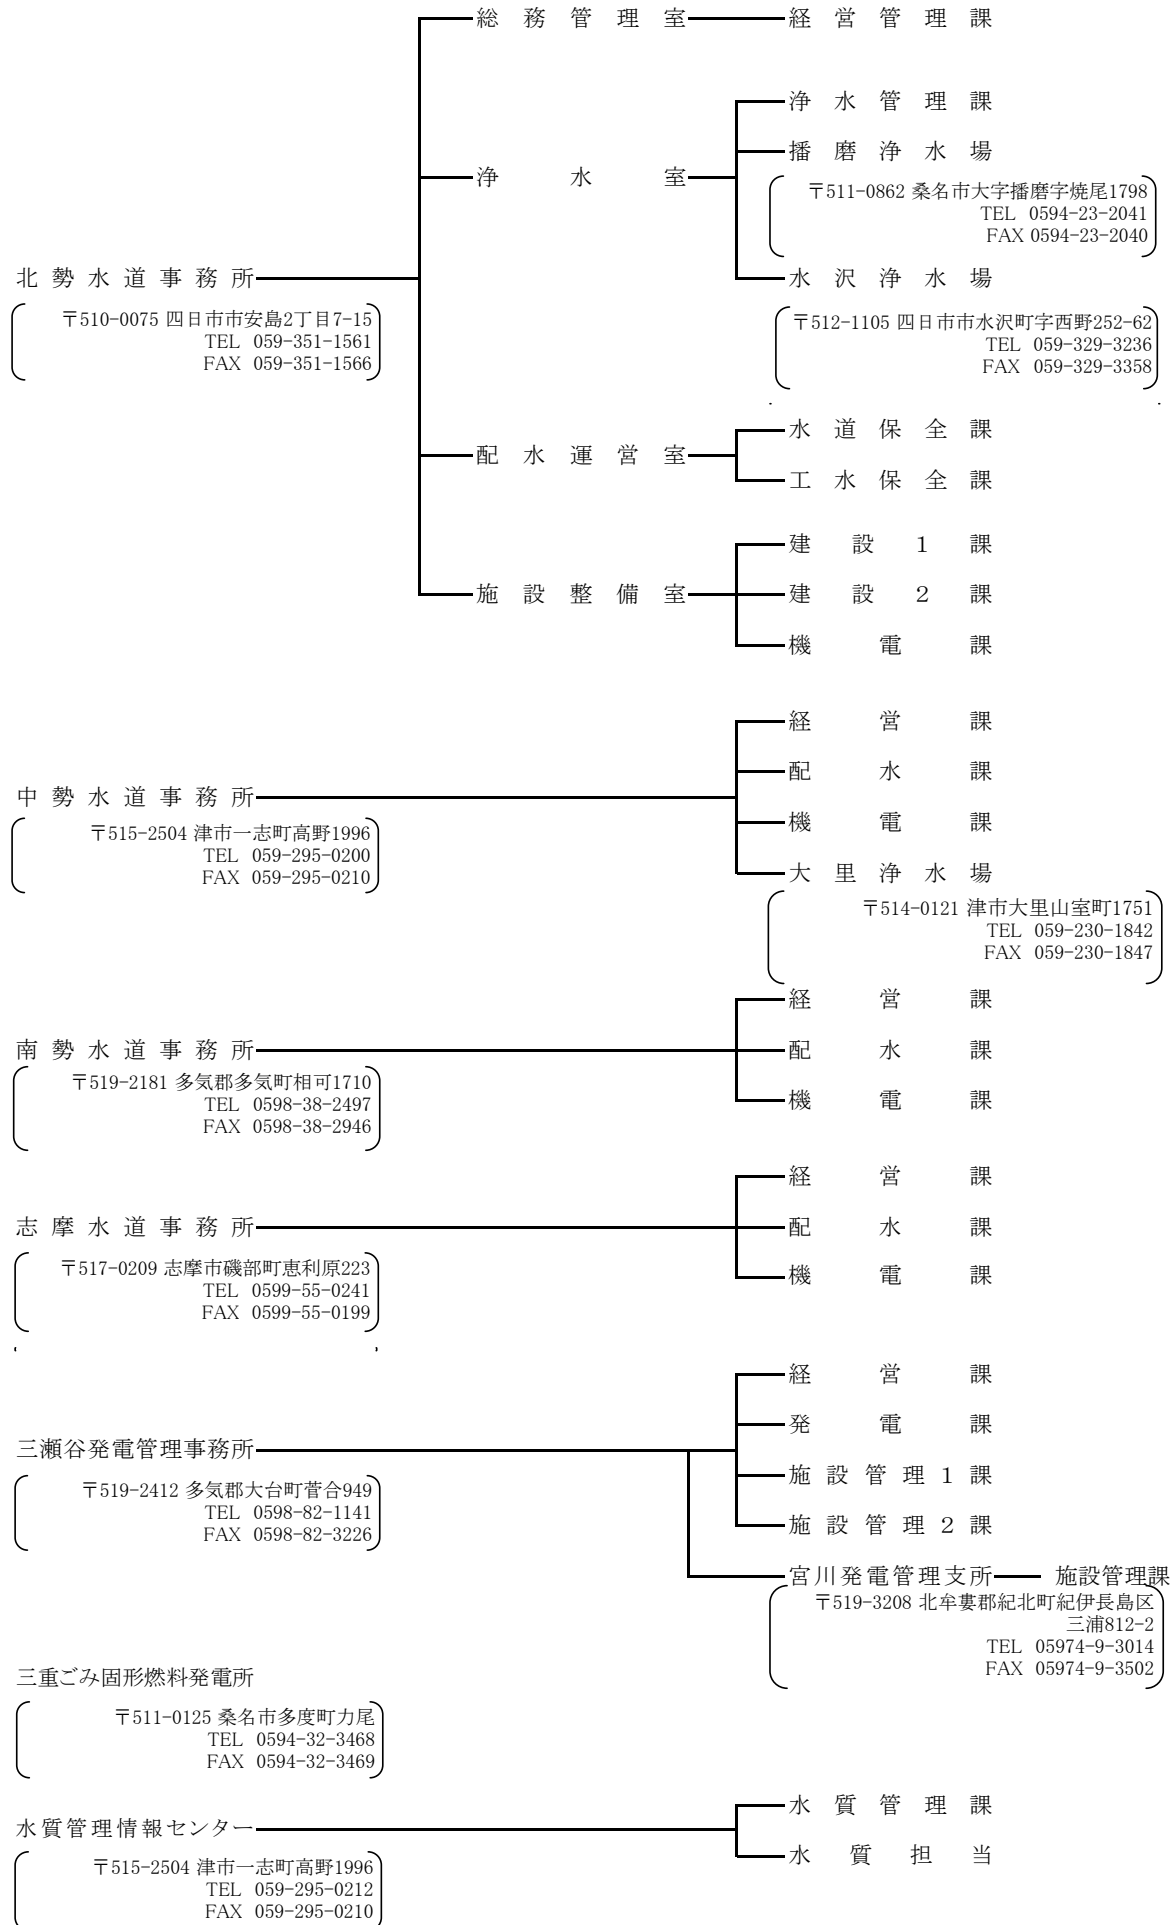 総務管理室 経営管理課
浄水管理課
播磨浄水場
浄水室
〒511-0862 桑名市大字播磨字焼尾1798
TEL 0594-23-2041
FAX 0594-23-2040
北勢水道事務所
水沢浄水場
〒510-0075 四日市市安島2丁目7-15
TEL 059-351-1561
FAX 059-351-1566
〒512-1105 四日市市水沢町字西野252-62
TEL 059-329-3236
FAX 059-329-3358
水道保全課
配水運営室
工水保全課
建設1課
施設整備室 建設2課
機電課
経営課
配水課
中勢水道事務所
〒515-2504 津市一志町高野1996
TEL 059-295-0200
FAX 059-295-0210
機電課
大里浄水場
〒514-0121 津市大里山室町1751
TEL 059-230-1842
FAX 059-230-1847
経営課
南勢水道事務所 配水課
〒519-2181 多気郡多気町相可1710
TEL 0598-38-2497
FAX 0598-38-2946
機電課
経営課
志摩水道事務所 配水課
〒517-0209 志摩市磯部町恵利原223
TEL 0599-55-0241
FAX 0599-55-0199
機電課
経営課
発電課
三瀬谷発電管理事務所
〒519-2412 多気郡大台町菅合949
TEL 0598-82-1141
FAX 0598-82-3226
施設管理1課
施設管理2課
宮川発電管理支所 施設管理課
〒519-3208 北牟婁郡紀北町紀伊長島区
三浦812-2
TEL 05974-9-3014
FAX 05974-9-3502
三重ごみ固形燃料発電所
〒511-0125 桑名市多度町力尾
TEL 0594-32-3468
FAX 0594-32-3469
水質管理課
水質管理情報センター
水質担当
〒515-2504 津市一志町高野1996
TEL 059-295-0212
FAX 059-295-0210